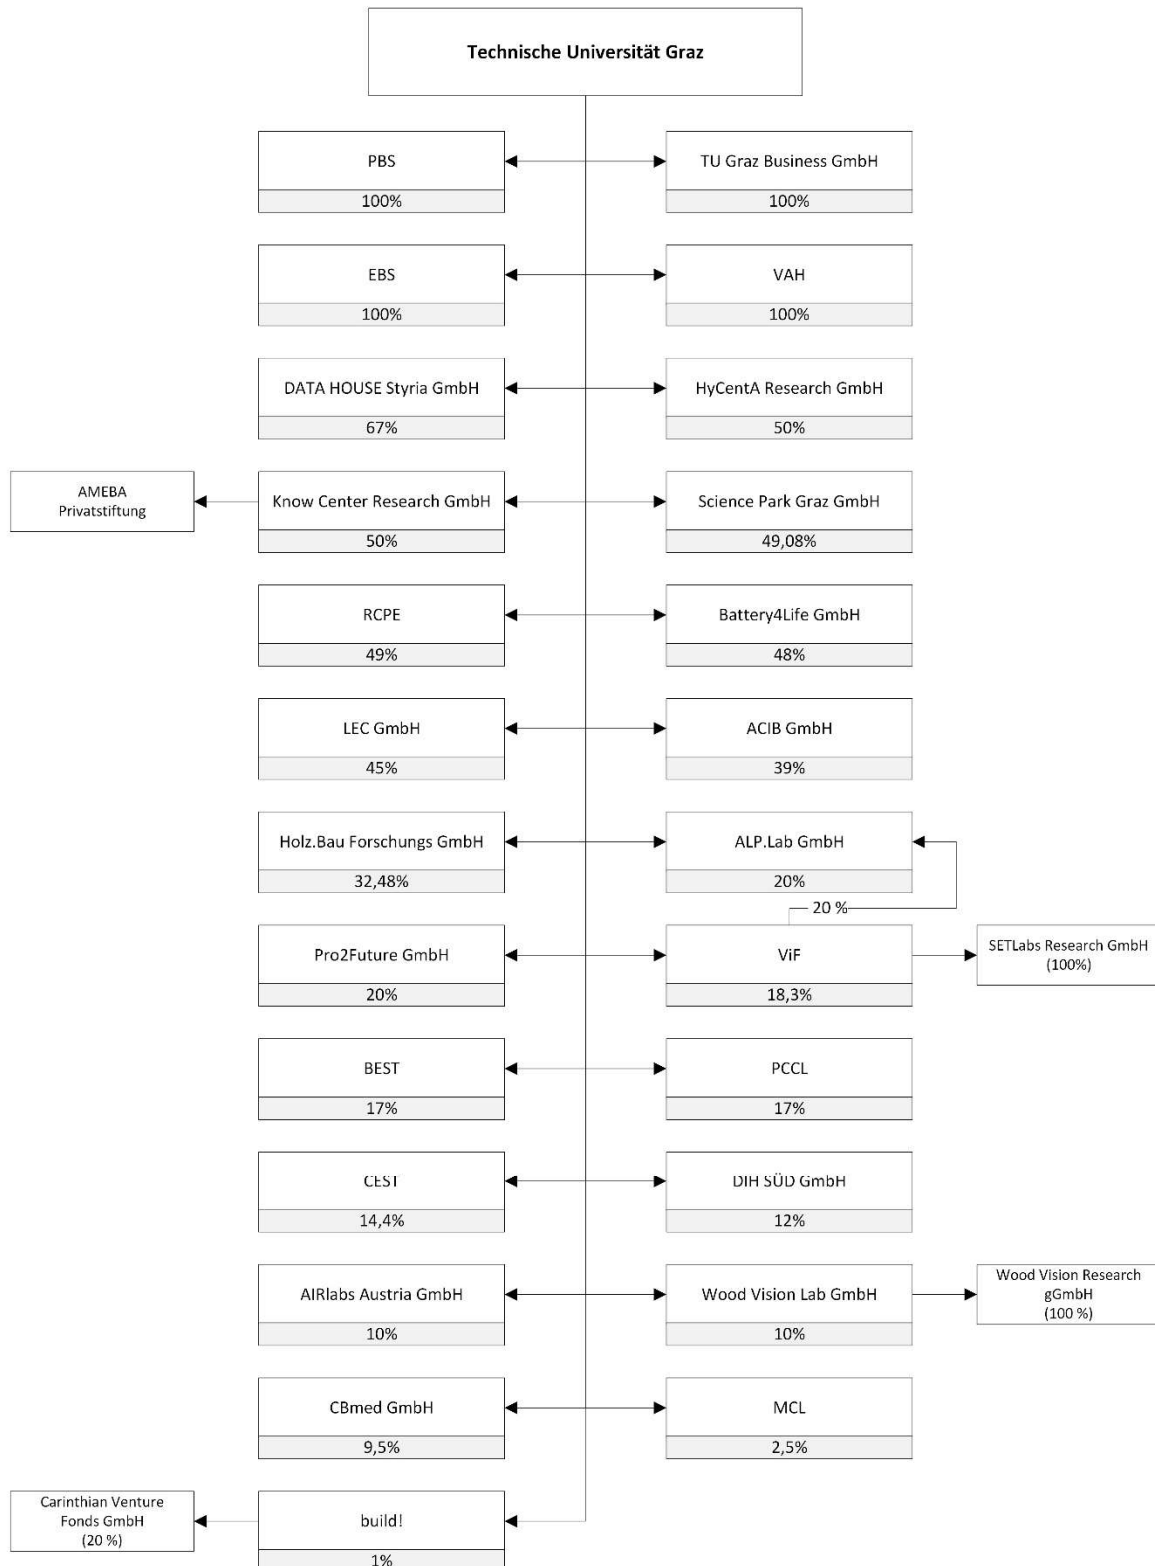 Technische Universität Graz
PBS
100%
TU Graz Business GmbH
100%
EBS
100%
VAH
100%
DATA HOUSE Styria GmbH
67%
HyCentA Research GmbH
50%
AMEBA
Privatstiftung
Know Center Research GmbH
50%
Science Park Graz GmbH
49,08%
RCPE
49%
Battery4Life GmbH
48%
LEC GmbH
45%
ACIB GmbH
39%
Holz.Bau Forschungs GmbH
32,48%
ALP.Lab GmbH
20%
20 %
Pro2Future GmbH
20%
ViF
18,3%
SETLabs Research GmbH
(100%)
BEST
17%
PCCL
17%
CEST
14,4%
DIH SÜD GmbH
12%
AIRlabs Austria GmbH
10%
Wood Vision Lab GmbH
10%
Wood Vision Research
gGmbH
(100 %)
CBmed GmbH
9,5%
MCL
2,5%
Carinthian Venture
Fonds GmbH
(20 %)
build!
1%